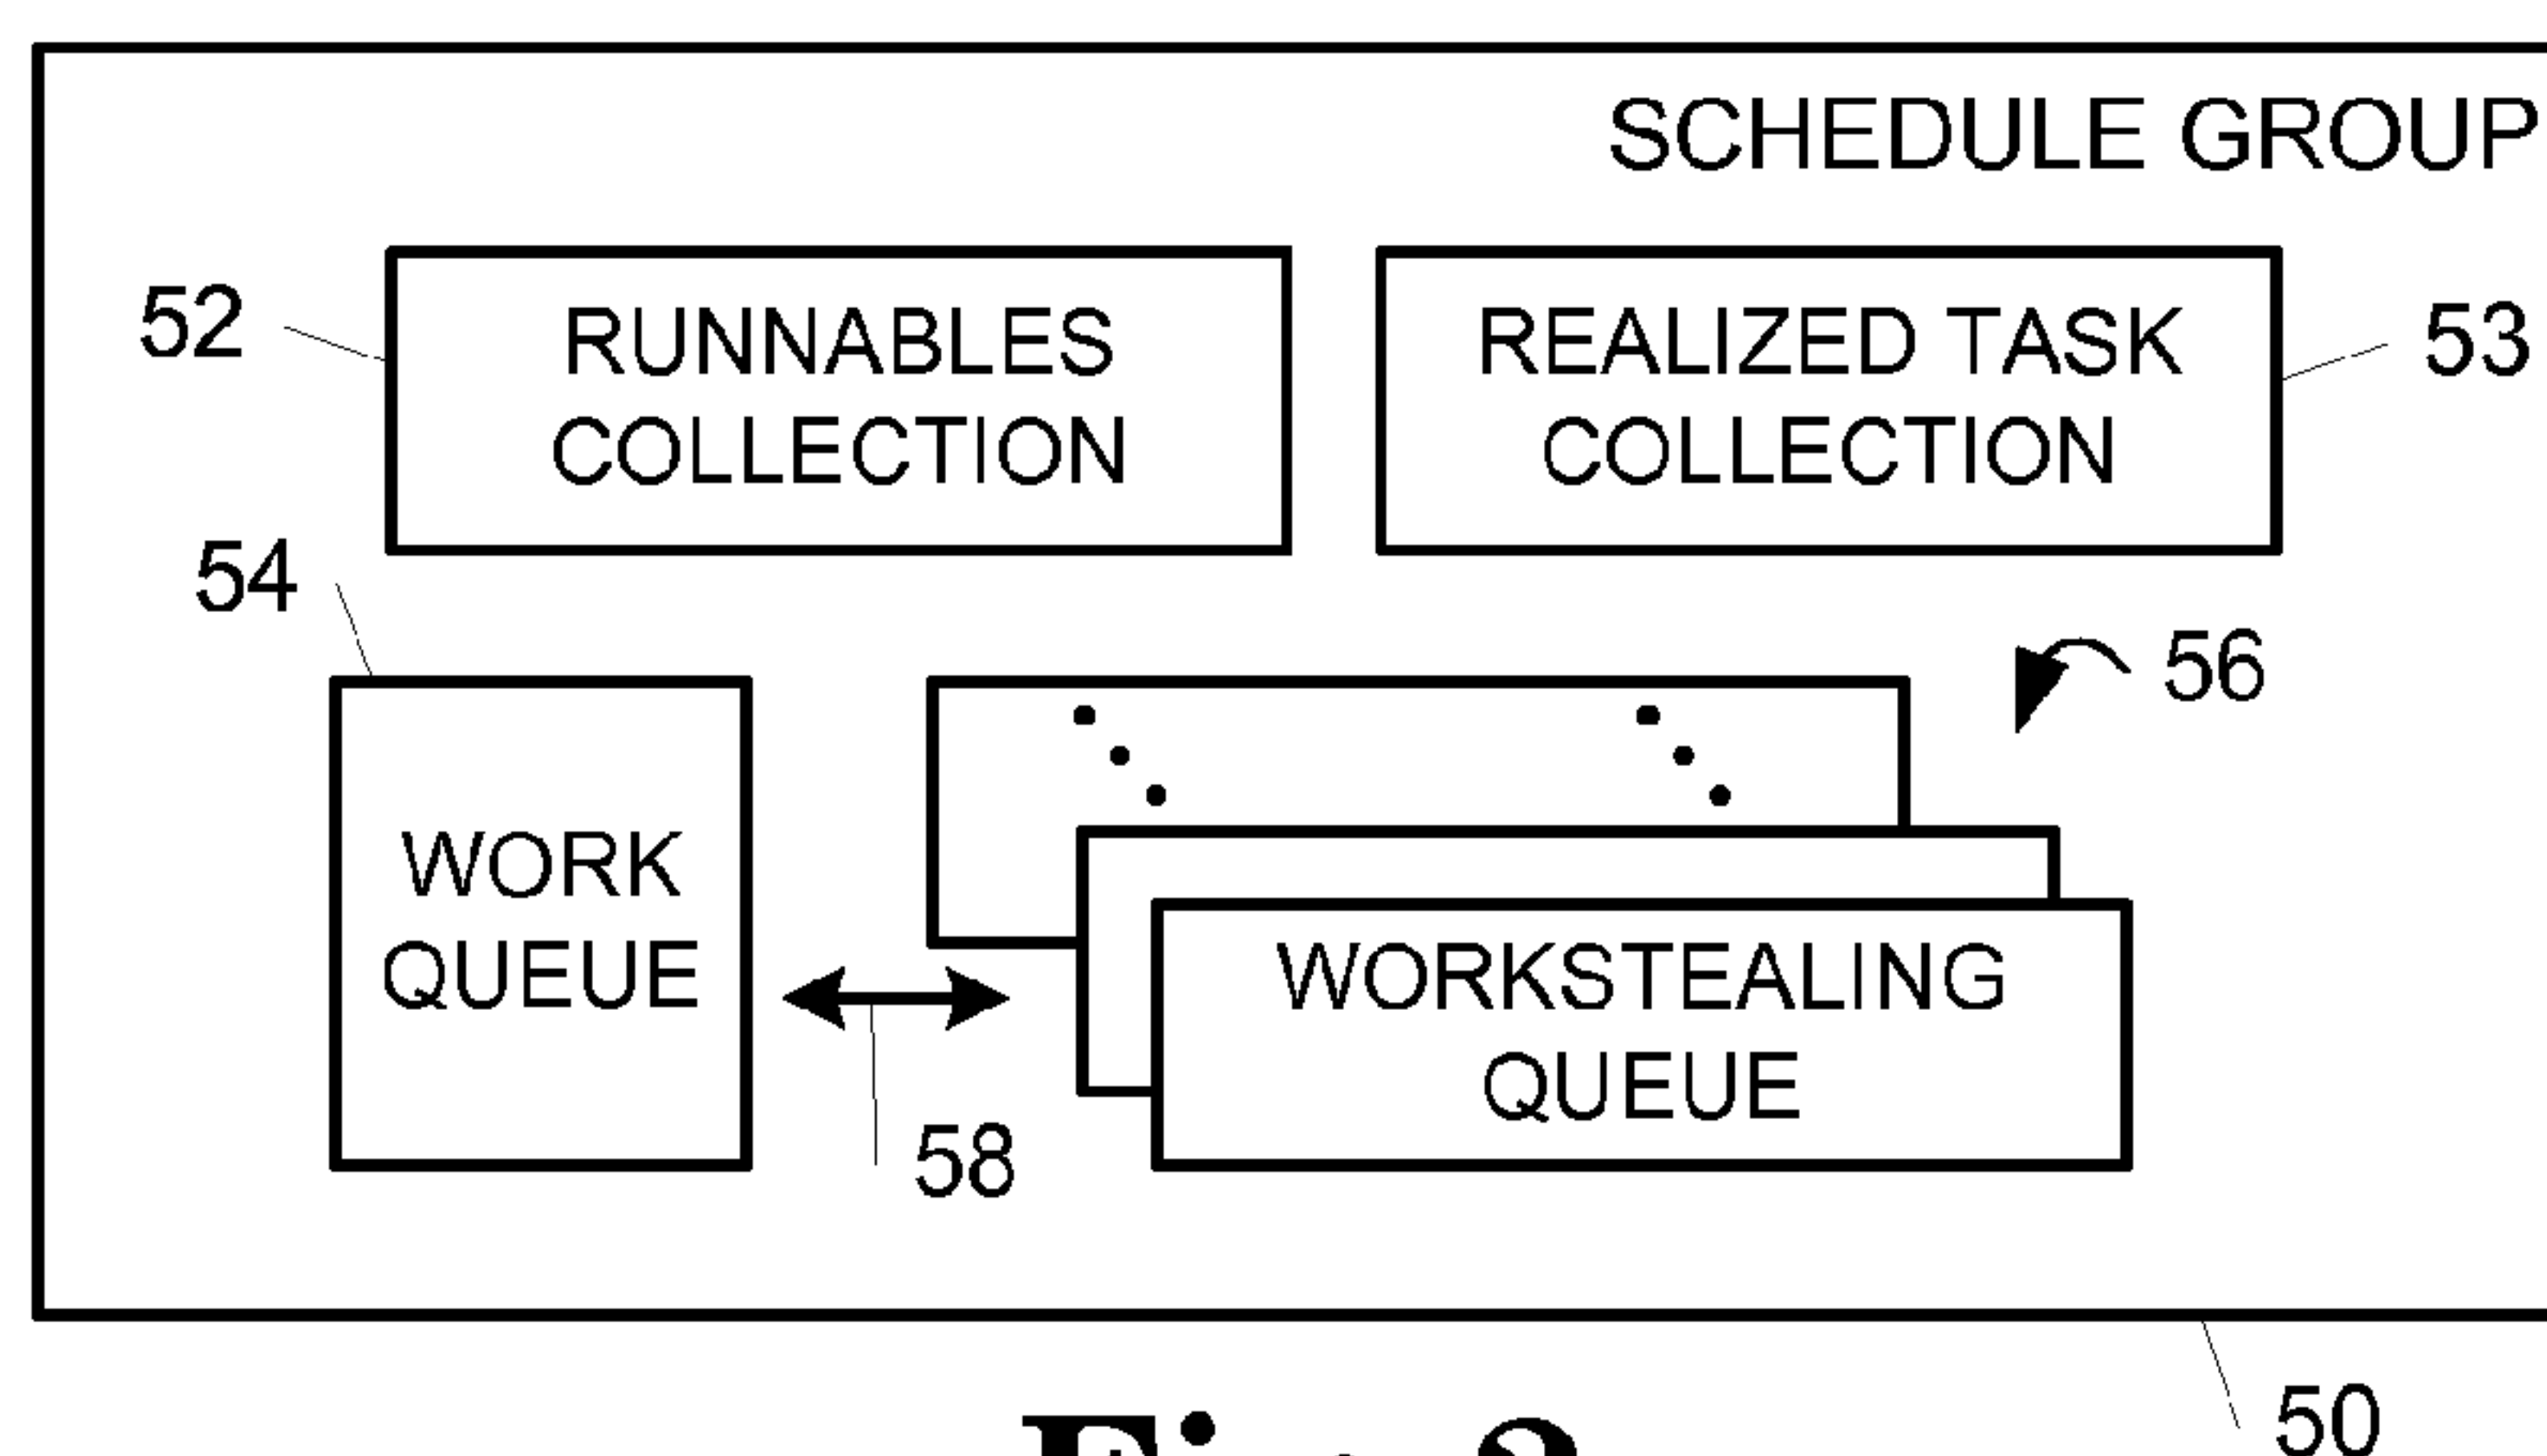 SCHEDULE GROUP
52
RUNNABLES
COLLECTION
REALIZED TASK
COLLECTION
53
54
56
WORK
QUEUE
WORKSTEALING
QUEUE
58
50